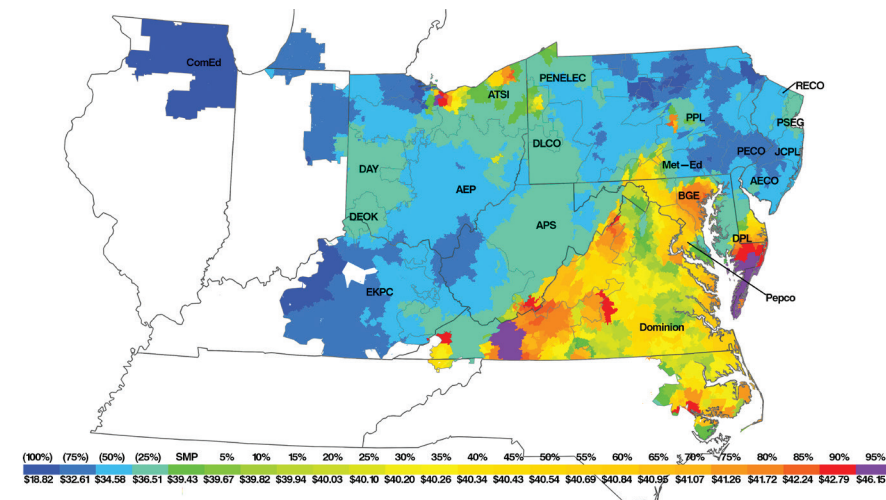 ComEd
RECO
PENELEC
ATSI
PPL
PSEG
DLCO
PECO
JCPL
Met—Ed
DAY
AECO
AEP
BGE
DEOK
APS
DPL
EKPC
Pepco
Dominion
(100%) (75%) (50%) (25%) SMP 5% 10% 15% 20% 25% 30% 35% 40% 45% 50% 55% 60% 65% 70% 75% 80% 85% 90% 95%
$18.82 $32.61 $34.58 $36.51 $39.43 $39.67 $39.82 $39.94 $40.03 $40.10 $40.20 $40.26 $40.34 $40.43 $40.54 $40.69 $40.84 $40.95 $41.07 $41.26 $41.72 $42.24 $42.79 $46.15